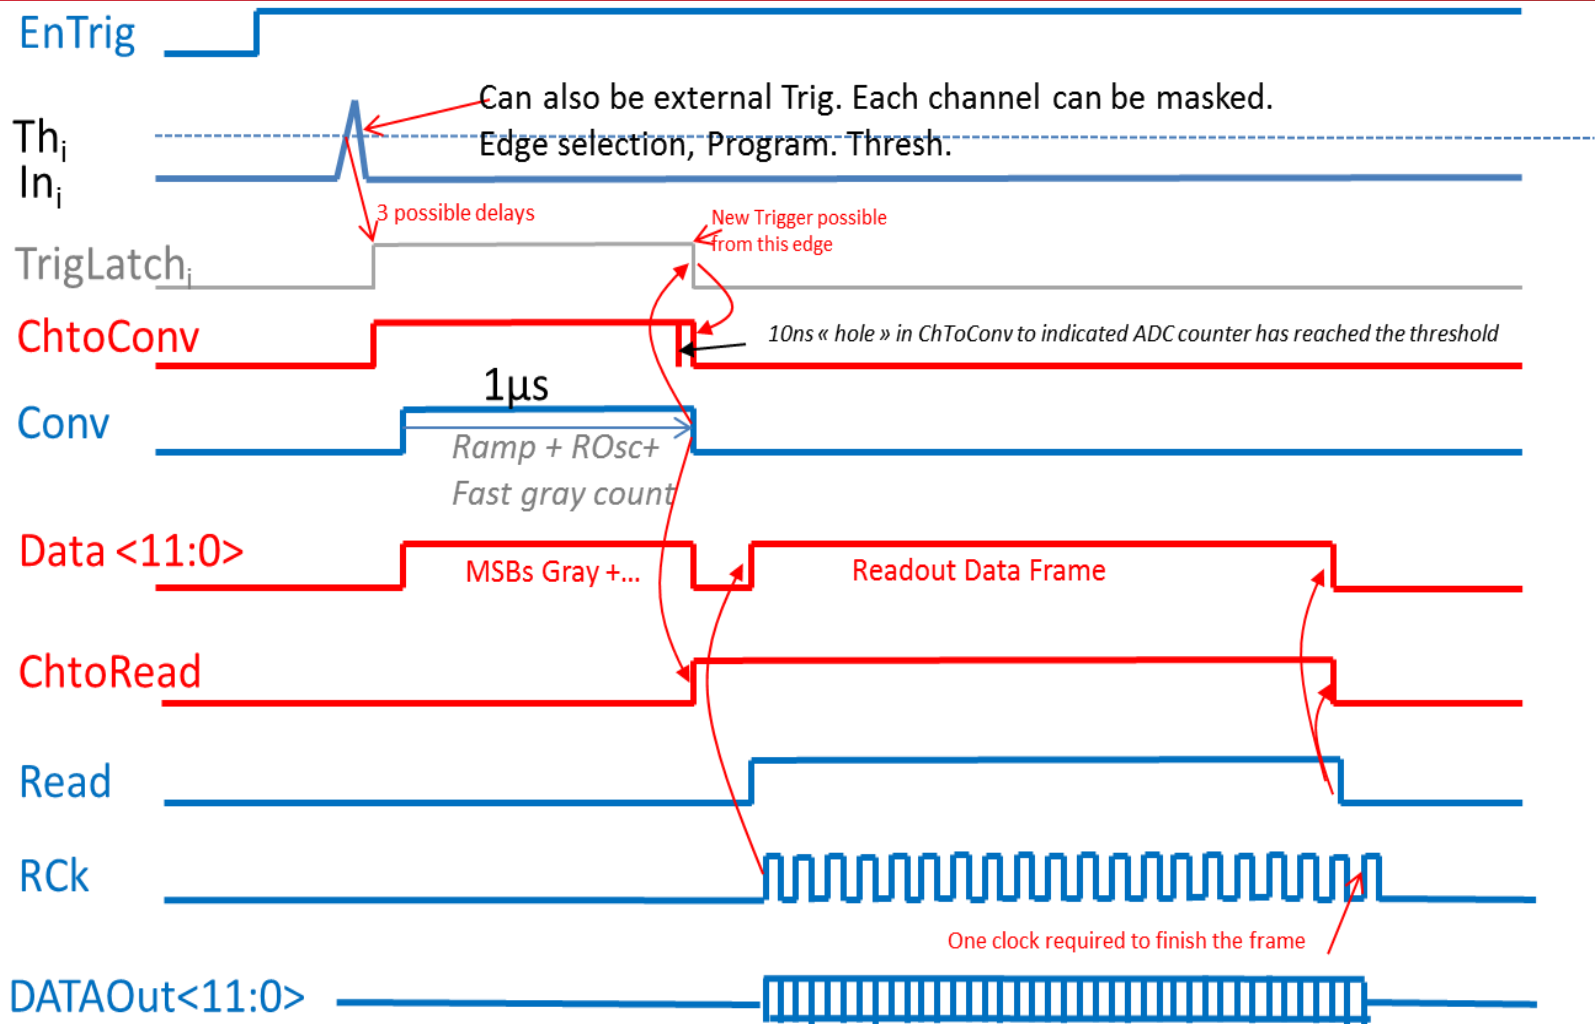 EnTrig
Can also be external Trig. Each channel can be masked.
Th_i
Edge selection, Program. Thresh.
In_i
3 possible delays
New Trigger possible
from this edge
TrigLatch_i
ChtoConv
10ns « hole » in ChToConv to indicated ADC counter has reached the threshold
1µs
Conv
Ramp + ROsc+
Fast gray count
Data <11:0>
MSBs Gray +...
Readout Data Frame
ChtoRead
Read
RCk
One clock required to finish the frame
DATAOut<11:0>